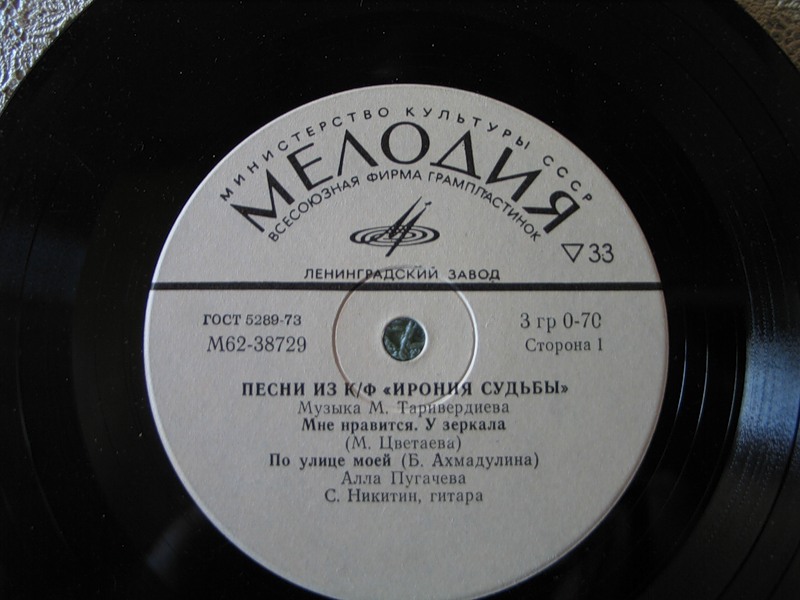 МИНИСТЕРСТВО КУЛЬТУРЫ СССР
МЕЛОДИЯ
ВСЕСОЮЗНАЯ ФИРМА ГРАМПЛАСТИНОК
▽33
ЛЕНИНГРАДСКИЙ ЗАВОД
ГОСТ 5289-73
3 гр 0-70
М62-38729
Сторона 1
ПЕСНИ ИЗ К/Ф «ИРОНИЯ СУДЬБЫ»
Музыка М. Таривердиева
Мне нравится. У зеркала
(М. Цветаева)
По улице моей (Б. Ахмадулина)
Алла Пугачева
С. Никитин, гитара